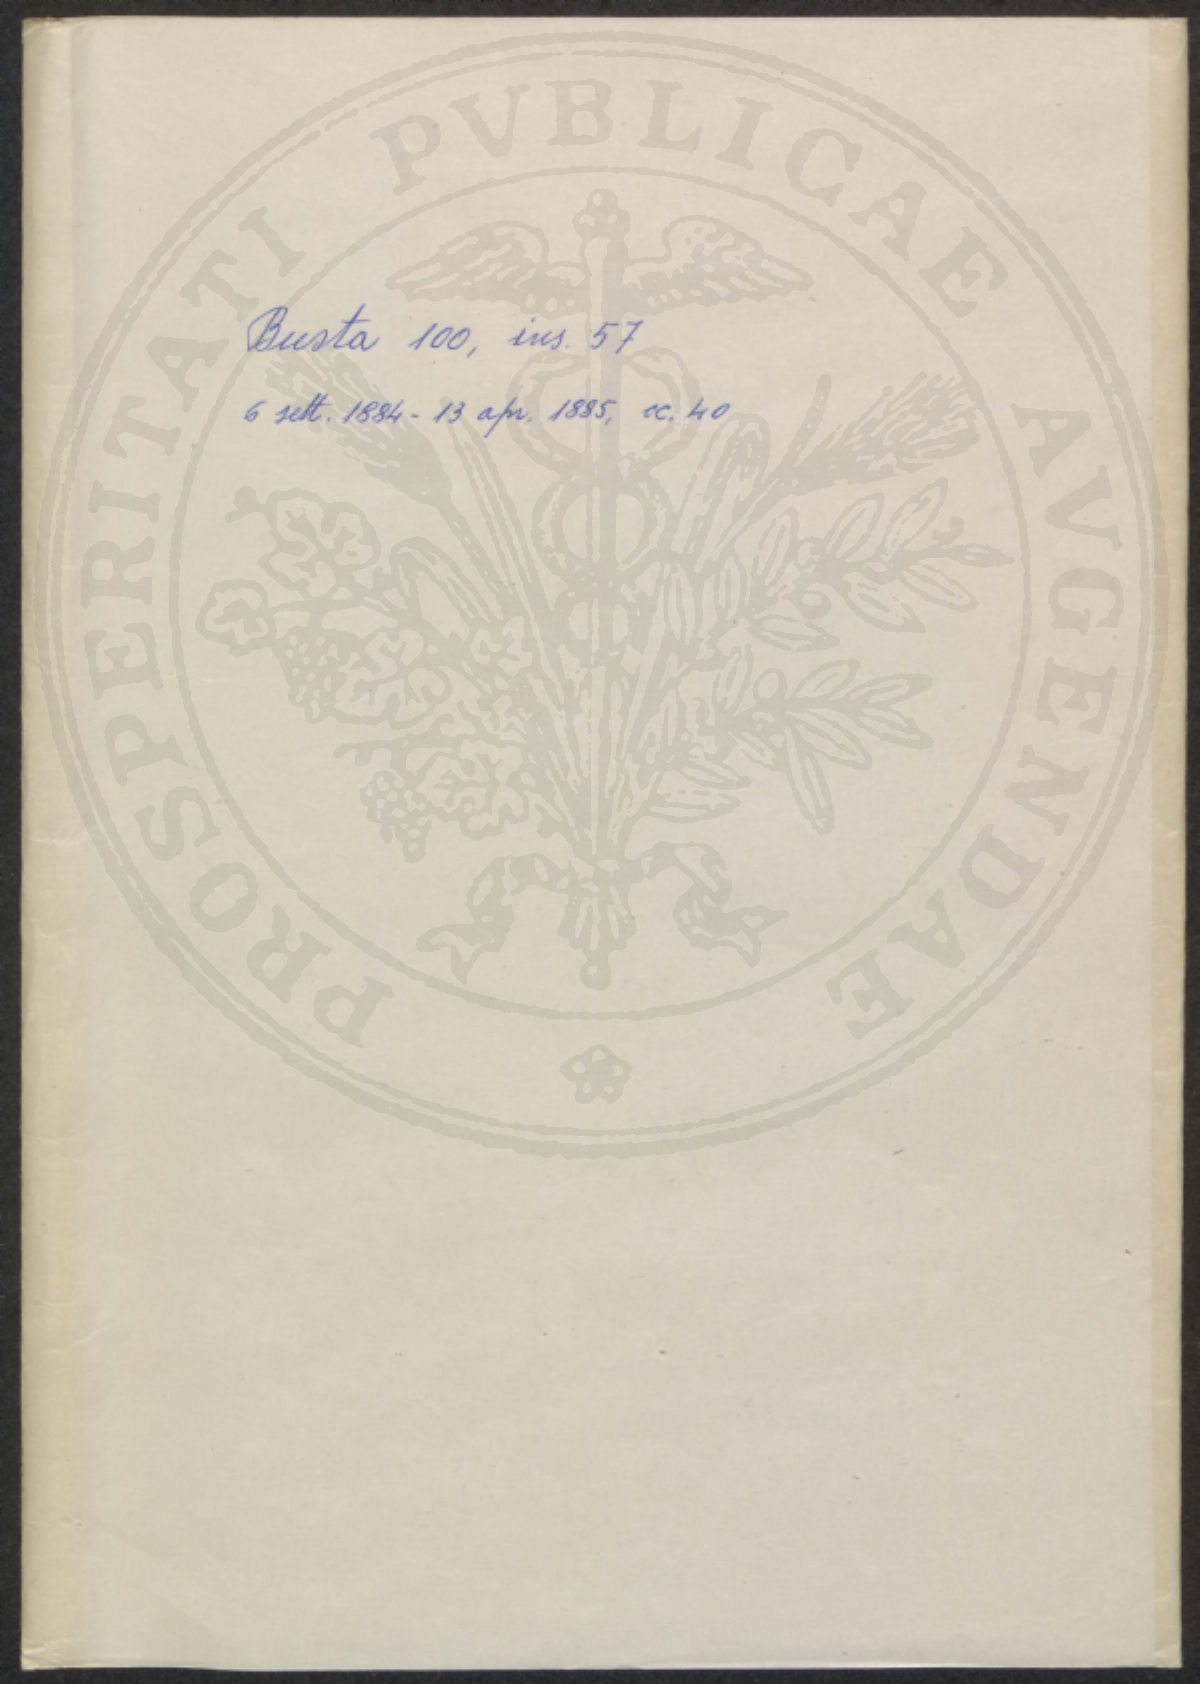 PROSPERITATI PVBLICAE AVGENDAE
Busta 100, ins. 57
6 sett. 1884 - 13 apr. 1885, cc. 40